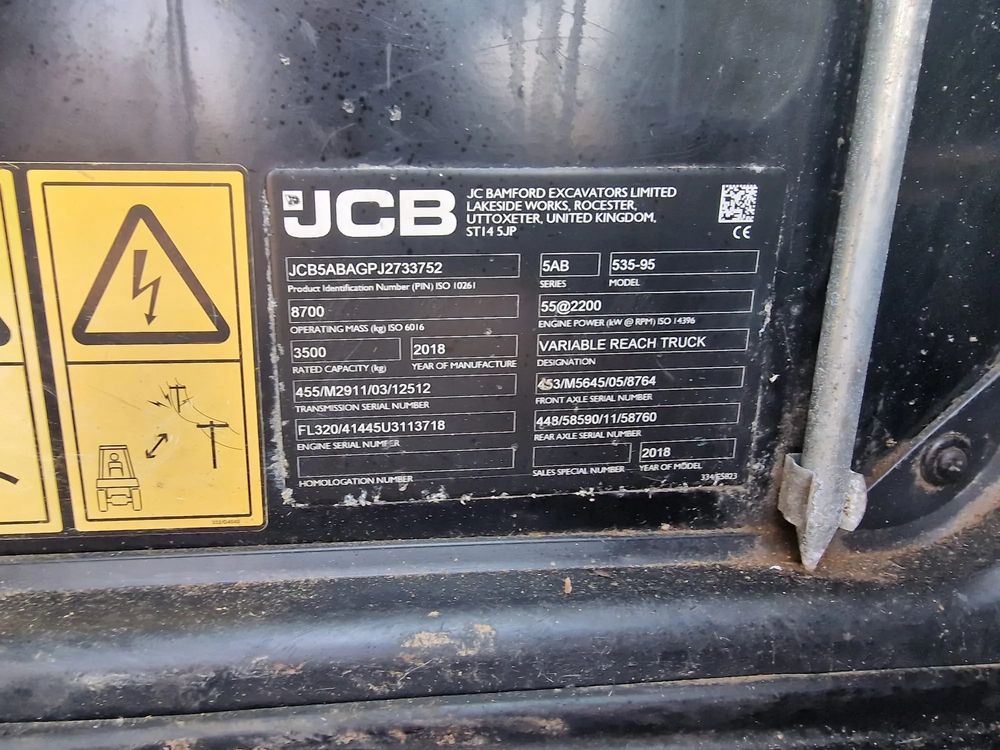 JCB
JC BAMFORD EXCAVATORS LIMITED
LAKESIDE WORKS, ROCESTER,
UTTOXETER, UNITED KINGDOM,
ST14 5JP
CE
JCB5ABAGPJ2733752
Product Identification Number (PIN) ISO 10261
5AB
SERIES
535-95
MODEL
8700
OPERATING MASS (kg) ISO 6016
55@2200
ENGINE POWER (kW @ RPM) ISO 14396
3500
RATED CAPACITY (kg)
2018
YEAR OF MANUFACTURE
VARIABLE REACH TRUCK
DESIGNATION
455/M2911/03/12512
TRANSMISSION SERIAL NUMBER
453/M5645/05/8764
FRONT AXLE SERIAL NUMBER
FL320/41445U3113718
ENGINE SERIAL NUMBER
448/58590/11/58760
REAR AXLE SERIAL NUMBER
HOMOLOGATION NUMBER
SALES SPECIAL NUMBER
2018
YEAR OF MODEL